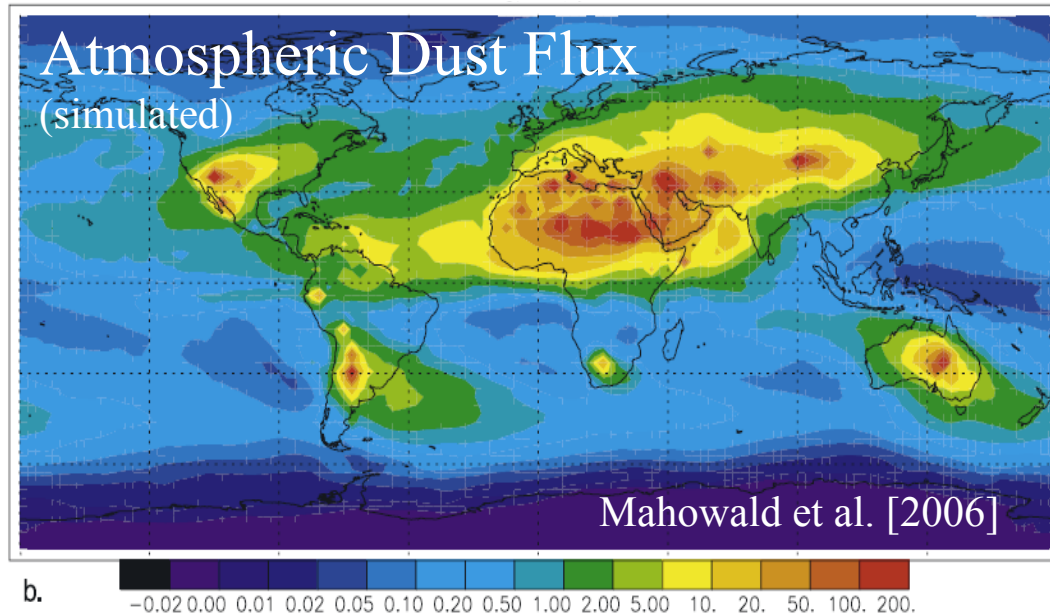 Atmospheric Dust Flux
(simulated)
Mahowald et al. [2006]
b.
−0.02 0.00 0.01 0.02 0.05 0.10 0.20 0.50 1.00 2.00 5.00 10. 20. 50. 100. 200.